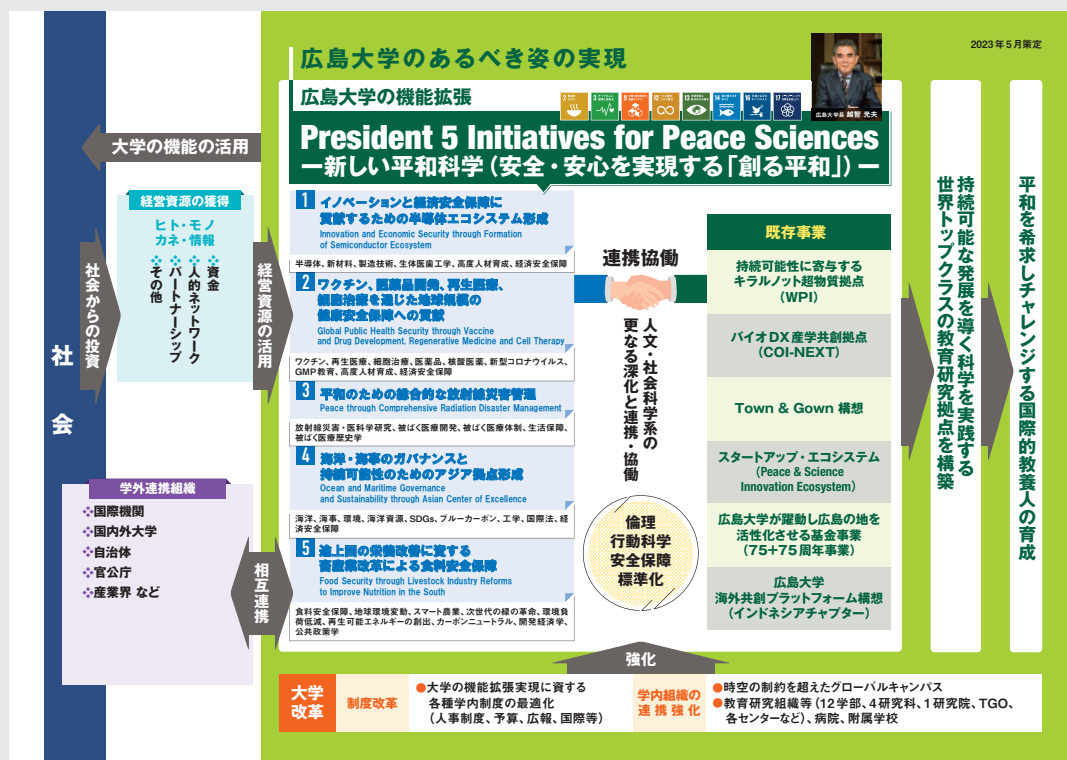 2023年5月策定
広島大学のあるべき姿の実現
広島大学長 越智 光夫
広島大学の機能拡張
2
3
9
12
13
14
16
17
President 5 Initiatives for Peace Sciences
ー新しい平和科学(安全・安心を実現する「創る平和」)ー
社会
大学の機能の活用
社会からの投資
経営資源の獲得
ヒト・モノ
カネ・情報
❖資金
❖人的ネットワーク
❖パートナーシップ
❖その他
経営資源の活用
学外連携組織
❖国際機関
❖国内外大学
❖自治体
❖官公庁
❖産業界 など
相互連携
1 イノベーションと経済安全保障に
貢献するための半導体エコシステム形成
Innovation and Economic Security through Formation
of Semiconductor Ecosystem
半導体、新材料、製造技術、生体医歯工学、高度人材育成、経済安全保障
2 ワクチン、医薬品開発、再生医療、
細胞治療を通じた地球規模の
健康安全保障への貢献
Global Public Health Security through Vaccine
and Drug Development, Regenerative Medicine and Cell Therapy
ワクチン、再生医療、細胞治療、医薬品、核酸医薬、新型コロナウイルス、
GMP教育、高度人材育成、経済安全保障
3 平和のための総合的な放射線災害管理
Peace through Comprehensive Radiation Disaster Management
放射線災害・医科学研究、被ばく医療開発、被ばく医療体制、生活保障、
被ばく医療歴史学
4 海洋・海事のガバナンスと
持続可能性のためのアジア拠点形成
Ocean and Maritime Governance
and Sustainability through Asian Center of Excellence
海洋、海事、環境、海洋資源、SDGs、ブルーカーボン、工学、国際法、経
済安全保障
5 途上国の栄養改善に資する
畜産業改革による食料安全保障
Food Security through Livestock Industry Reforms
to Improve Nutrition in the South
食料安全保障、地球環境変動、スマート農業、次世代の緑の革命、環境負
荷低減、再生可能エネルギーの創出、カーボンニュートラル、開発経済学、
公共政策学
連携協働
人文・社会科学系の
更なる深化と連携・協働
倫理
行動科学
安全保障
標準化
既存事業
持続可能性に寄与する
キラルノット超物質拠点
(WPI)
バイオDX産学共創拠点
(COI-NEXT)
Town & Gown 構想
スタートアップ・エコシステム
(Peace & Science
Innovation Ecosystem)
広島大学が躍動し広島の地を
活性化させる基金事業
(75+75周年事業)
広島大学
海外共創プラットフォーム構想
(インドネシアチャプター)
持続可能な発展を導く科学を実践する
世界トップクラスの教育研究拠点を構築
平和を希求しチャレンジする国際的教養人の育成
強化
大学
改革
制度改革
●大学の機能拡張実現に資する
各種学内制度の最適化
(人事制度、予算、広報、国際等)
学内組織の
連携強化
●時空の制約を超えたグローバルキャンパス
●教育研究組織等(12学部、4研究科、1研究院、TGO、
各センターなど)、病院、附属学校